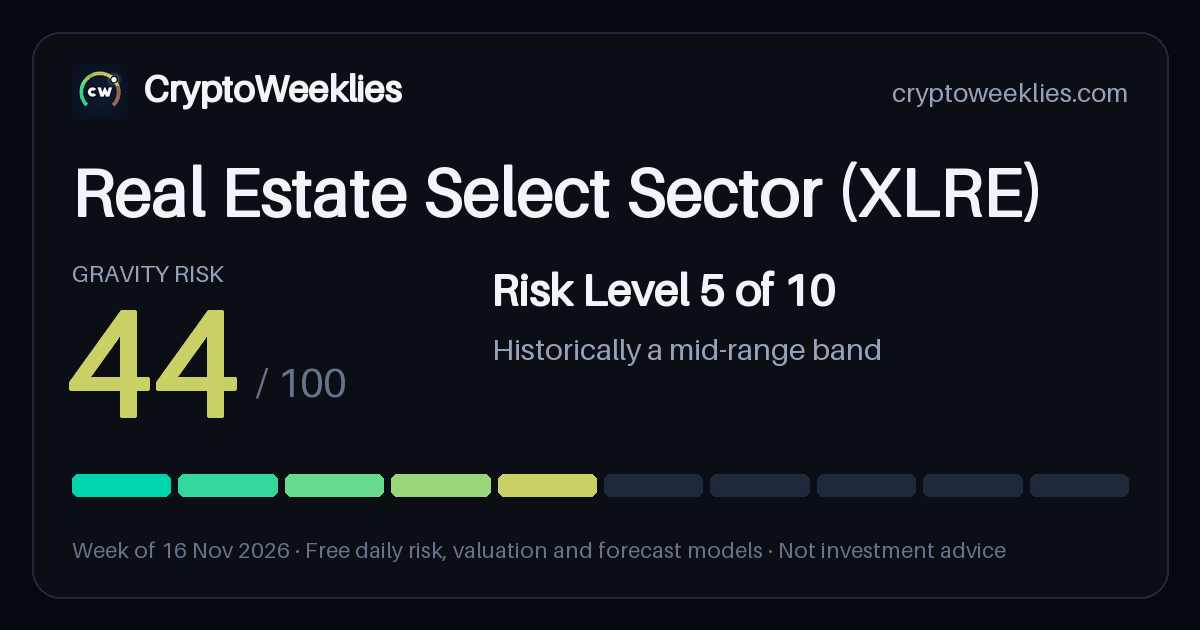 CW
CryptoWeeklies
cryptoweeklies.com
Real Estate Select Sector (XLRE)
GRAVITY RISK
44 / 100
Risk Level 5 of 10
Historically a mid-range band
Week of 16 Nov 2026 · Free daily risk, valuation and forecast models · Not investment advice